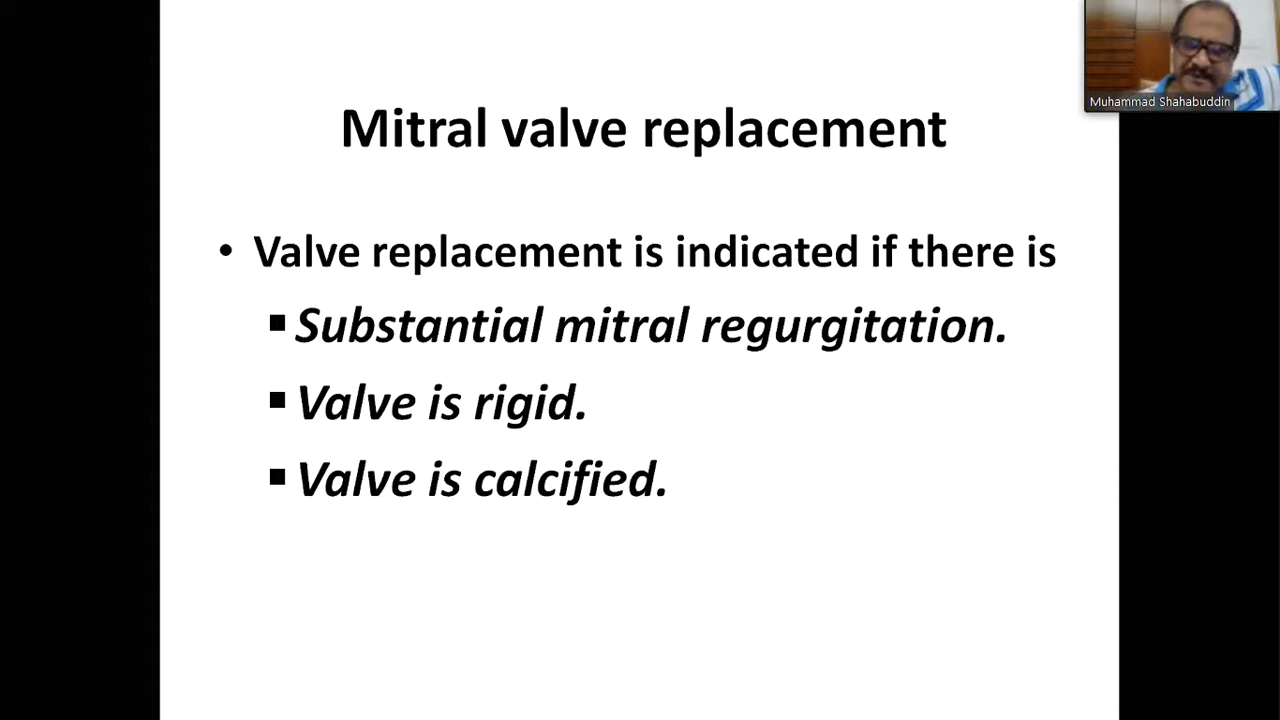 Muhammad Shahabuddin
Mitral valve replacement
• Valve replacement is indicated if there is
▪ Substantial mitral regurgitation.
▪ Valve is rigid.
▪ Valve is calcified.